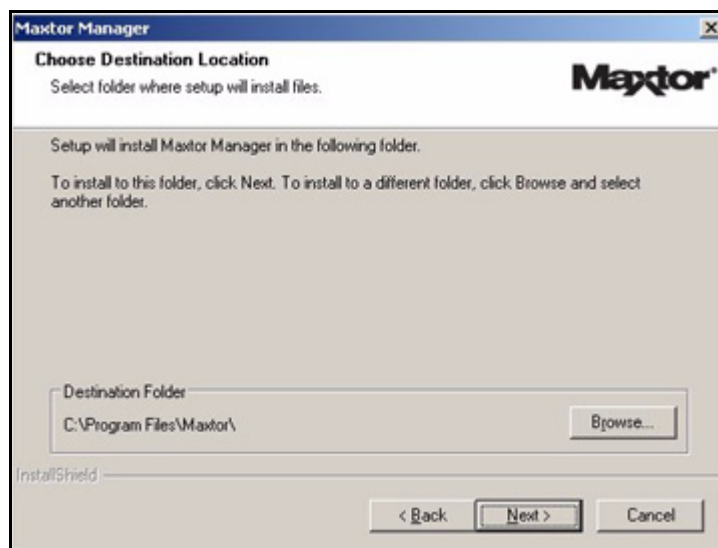 Maxtor Manager
Choose Destination Location
Select folder where setup will install files.
Maxtor
Setup will install Maxtor Manager in the following folder.
To install to this folder, click Next. To install to a different folder, click Browse and select
another folder.
Destination Folder
C:\Program Files\Maxtor\
Browse...
InstallShield
< Back
Next >
Cancel